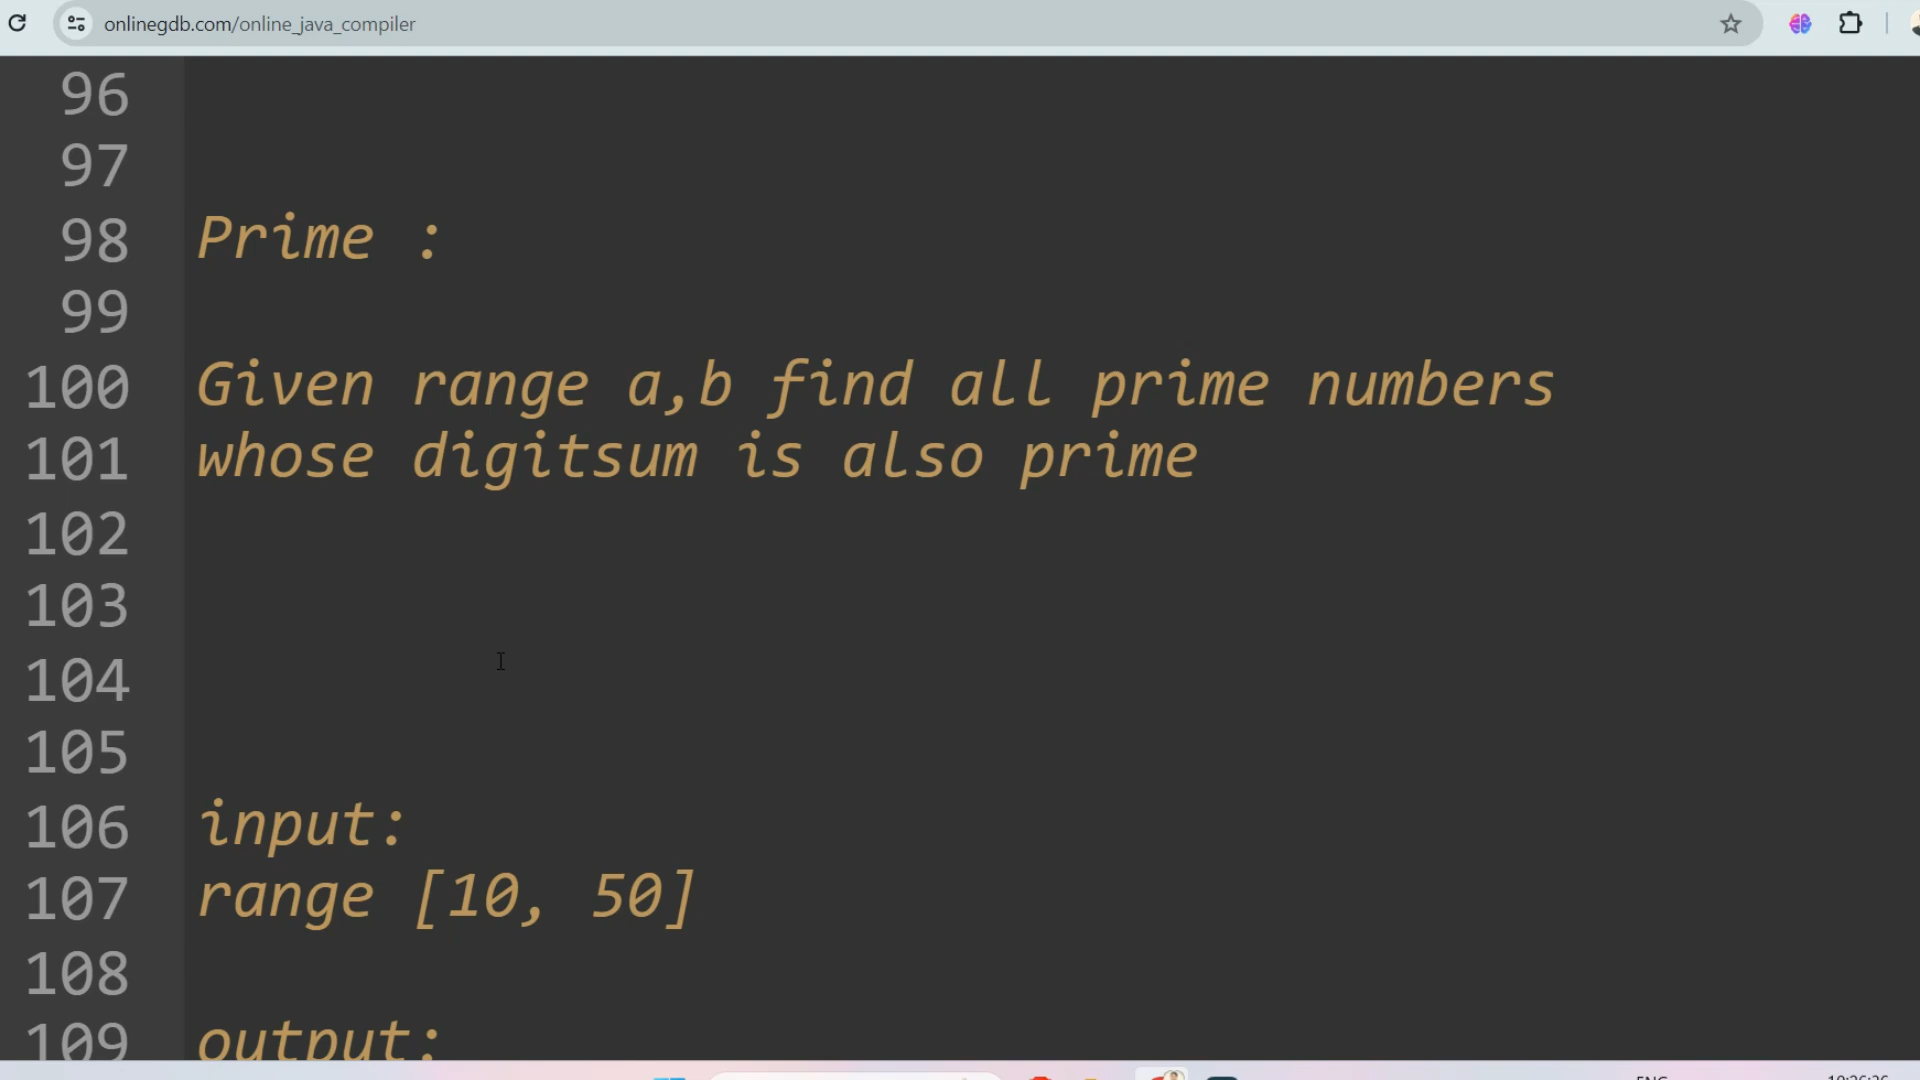 onlinegdb.com/online_java_compiler
96
97
98 Prime :
99
100 Given range a,b find all prime numbers
101 whose digitsum is also prime
102
103
104
105
106 input:
107 range [10, 50]
108
109 output: